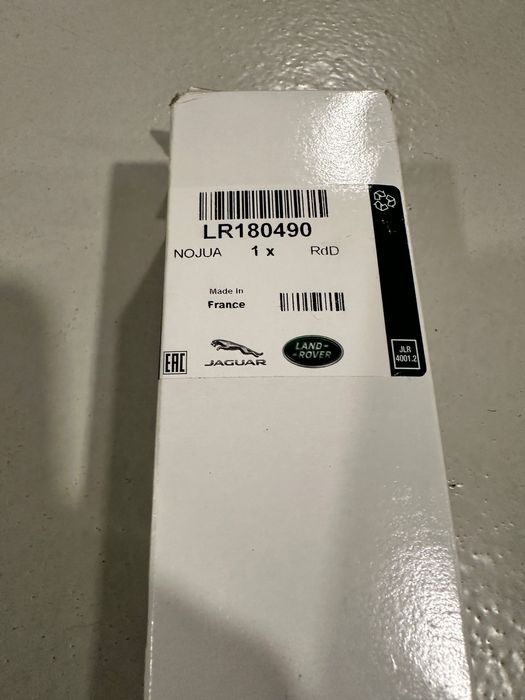 LR180490
NOJUA 1 x RdD
Made In
France
EAC
JAGUAR
LAND-
-ROVER
JLR
4001.2